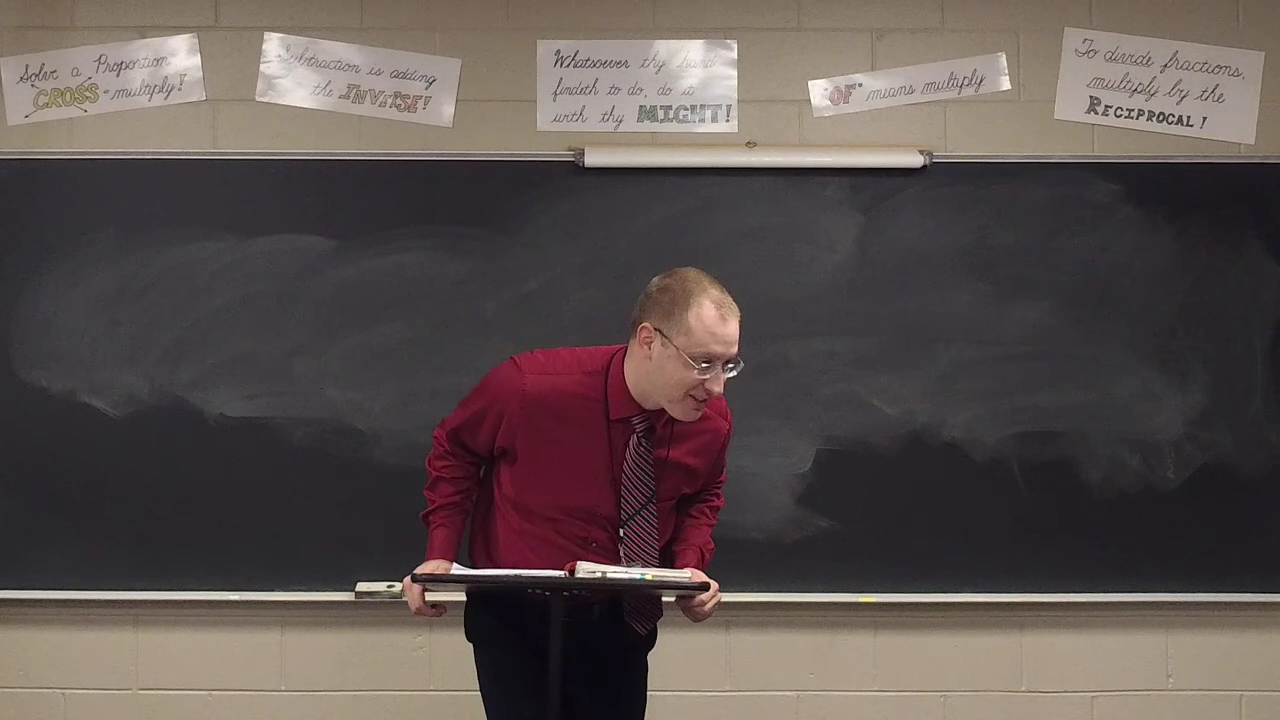 Solve a Proportion
CROSS-multiply!
Subtraction is adding
the INVERSE!
Whatsoever thy hand
findeth to do, do it
with thy MIGHT!
"OF" means multiply
To divide fractions,
multiply by the
RECIPROCAL!